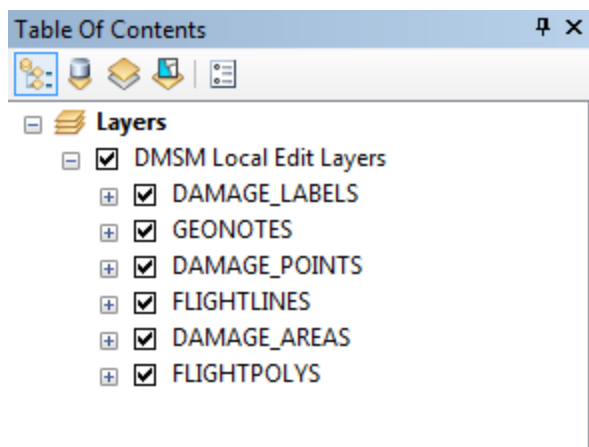 Table Of Contents
Layers
DMSM Local Edit Layers
DAMAGE_LABELS
GEONOTES
DAMAGE_POINTS
FLIGHTLINES
DAMAGE_AREAS
FLIGHTPOLYS